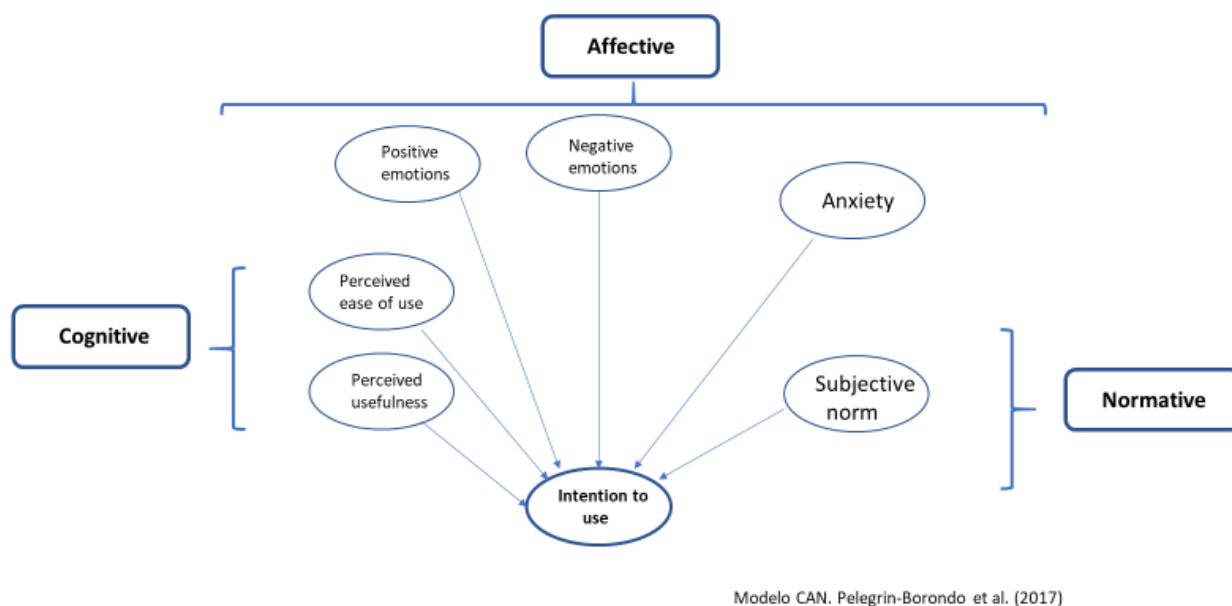 Affective
Positive
emotions
Negative
emotions
Anxiety
Perceived
ease of use
Cognitive
Perceived
usefulness
Subjective
norm
Normative
Intention to
use
Modelo CAN. Pelegrin-Borondo et al. (2017)